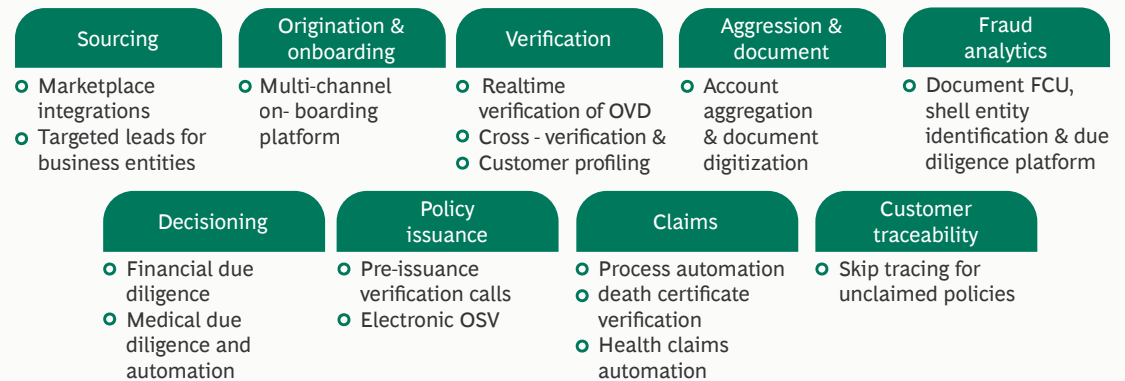 Sourcing
Marketplace
integrations
Targeted leads for
business entities
Origination &
onboarding
Multi-channel
on- boarding
platform
Verification
Realtime
verification of OVD
Cross - verification &
Customer profiling
Aggression &
document
Account
aggregation
& document
digitization
Fraud
analytics
Document FCU,
shell entity
identification & due
diligence platform
Decisioning
Financial due
diligence
Medical due
diligence and
automation
Policy
issuance
Pre-issuance
verification calls
Electronic OSV
Claims
Process automation
death certificate
verification
Health claims
automation
Customer
traceability
Skip tracing for
unclaimed policies